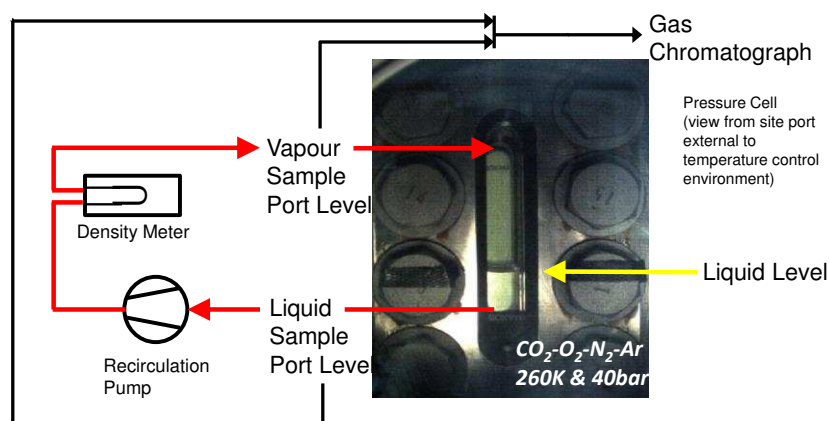 Gas
Chromatograph
Pressure Cell
(view from site port
external to
temperature control
environment)
Vapour
Sample
Port Level
Density Meter
Liquid Level
Liquid
Sample
Port Level
Recirculation
Pump
CO₂-O₂-N₂-Ar
260K & 40bar